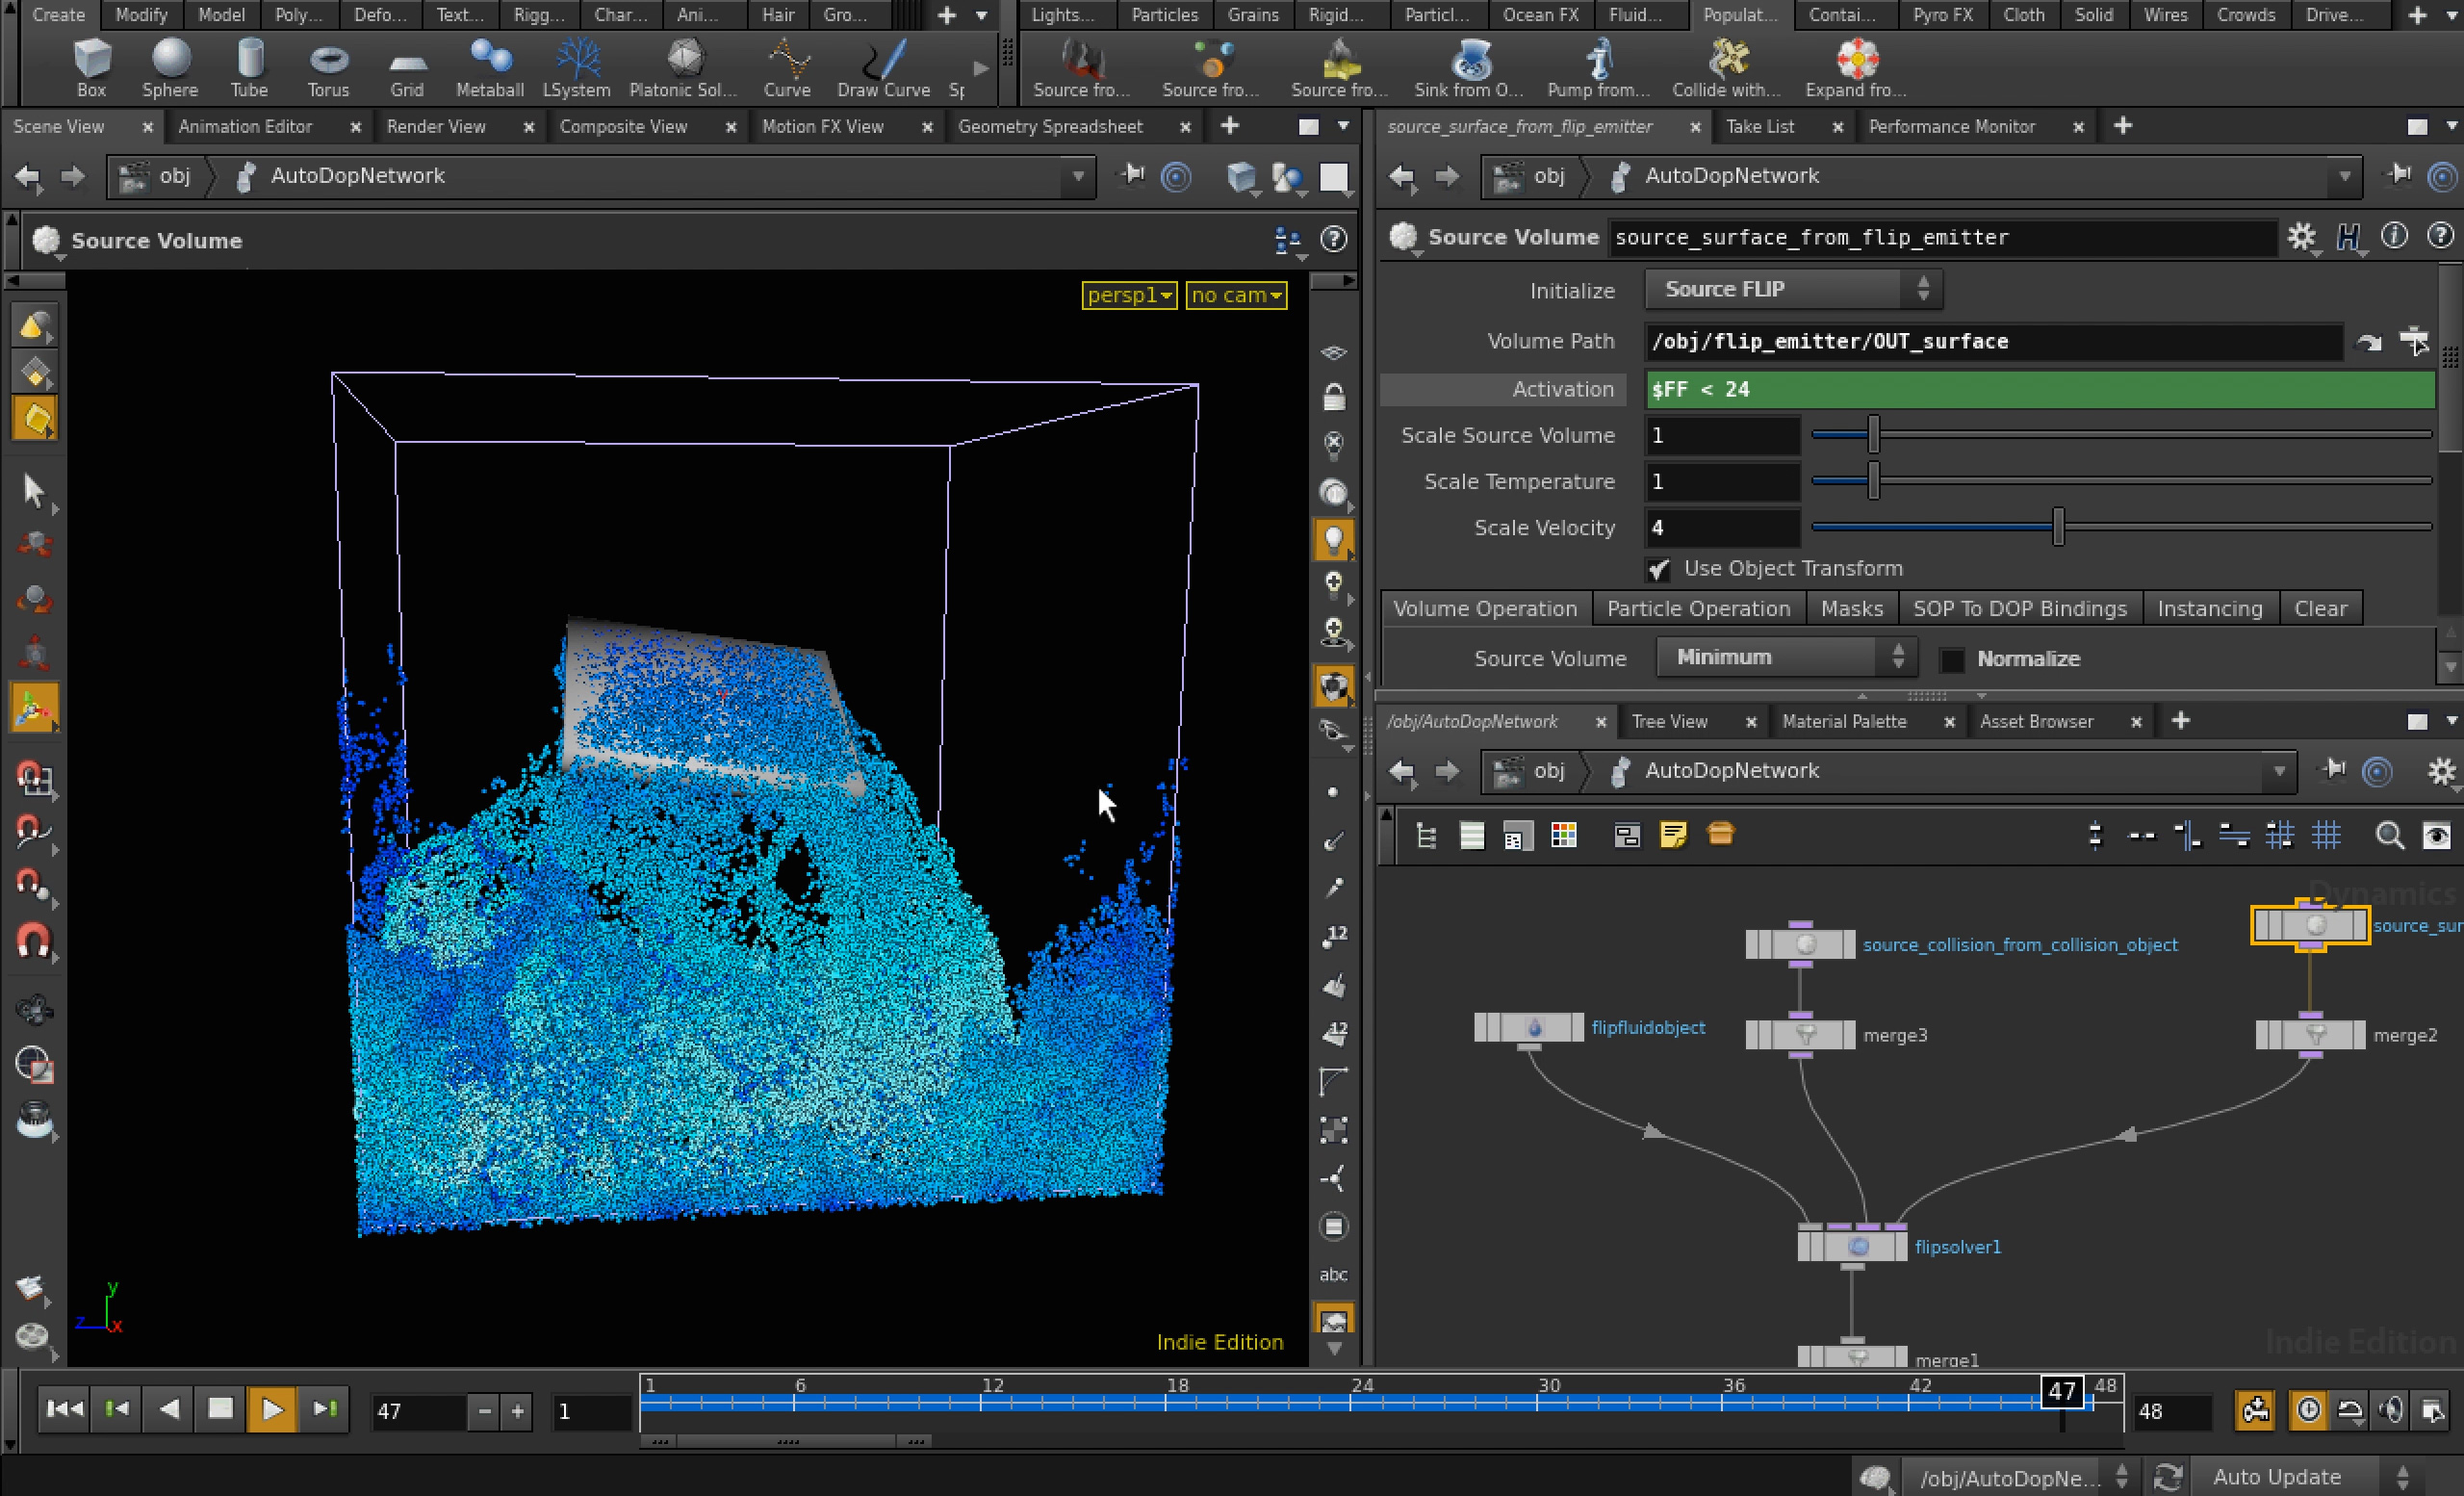 Create Modify Model Poly... Defo... Text... Rigg... Char... Ani... Hair Gro... Lights... Particles Grains Rigid... Particl... Ocean FX Fluid... Populat... Contai... Pyro FX Cloth Solid Wires Crowds Drive...
Box Sphere Tube Torus Grid Metaball LSystem Platonic Sol... Curve Draw Curve Sp Source fro... Source fro... Source fro... Sink from O... Pump from... Collide with... Expand fro...
Scene View Animation Editor Render View Composite View Motion FX View Geometry Spreadsheet
obj AutoDopNetwork
Source Volume
persp1 no cam
y
z x
Indie Edition
source_surface_from_flip_emitter Take List Performance Monitor
obj AutoDopNetwork
Source Volume source_surface_from_flip_emitter
Initialize Source FLIP
Volume Path /obj/flip_emitter/OUT_surface
Activation $FF < 24
Scale Source Volume 1
Scale Temperature 1
Scale Velocity 4
Use Object Transform
Volume Operation Particle Operation Masks SOP To DOP Bindings Instancing Clear
Source Volume Minimum Normalize
/obj/AutoDopNetwork Tree View Material Palette Asset Browser
obj AutoDopNetwork
12
12
abc
Dynamics
source_collision_from_collision_object source_sur
flipfluidobject merge3 merge2
flipsolver1
Indie Edition
merge1
47 1 1 6 12 18 24 30 36 42 47 48 48
/obj/AutoDopNe... Auto Update